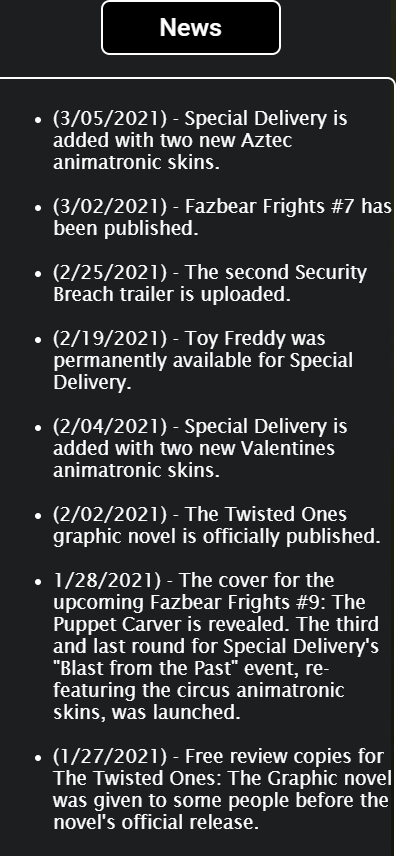 News
• (3/05/2021) - Special Delivery is
added with two new Aztec
animatronic skins.
• (3/02/2021) - Fazbear Frights #7 has
been published.
• (2/25/2021) - The second Security
Breach trailer is uploaded.
• (2/19/2021) - Toy Freddy was
permanently available for Special
Delivery.
• (2/04/2021) - Special Delivery is
added with two new Valentines
animatronic skins.
• (2/02/2021) - The Twisted Ones
graphic novel is officially published.
• 1/28/2021) - The cover for the
upcoming Fazbear Frights #9: The
Puppet Carver is revealed. The third
and last round for Special Delivery's
"Blast from the Past" event, re-
featuring the circus animatronic
skins, was launched.
• (1/27/2021) - Free review copies for
The Twisted Ones: The Graphic novel
was given to some people before the
novel's official release.